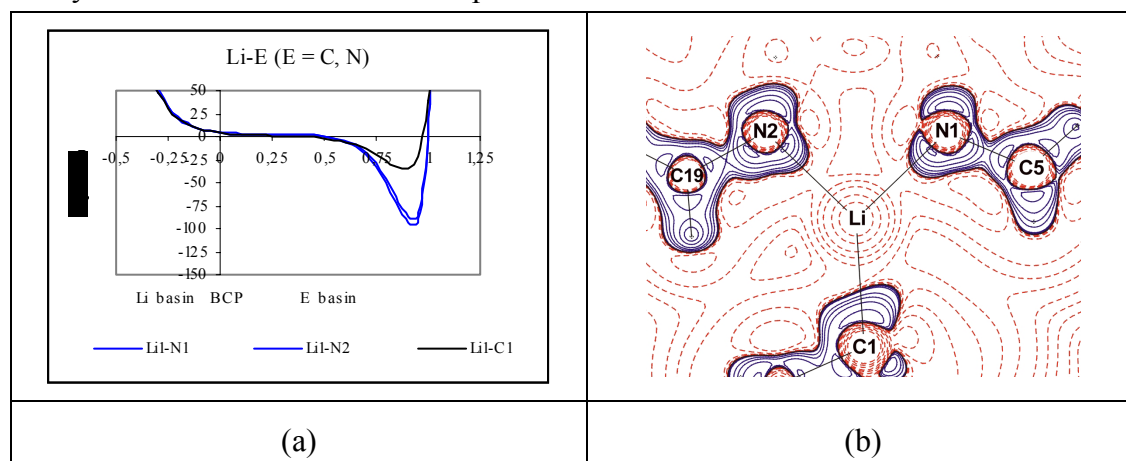 Li-E (E = C, N)
50
25
0
-0,5 -0,25 0 0,25 0,5 0,75 1 1,25
-25
-50
-75
-100
-125
-150
Li basin BCP E basin
Li1-N1 Li1-N2 Li1-C1
N2 N1
C19 C5
Li
C1
(a) (b)